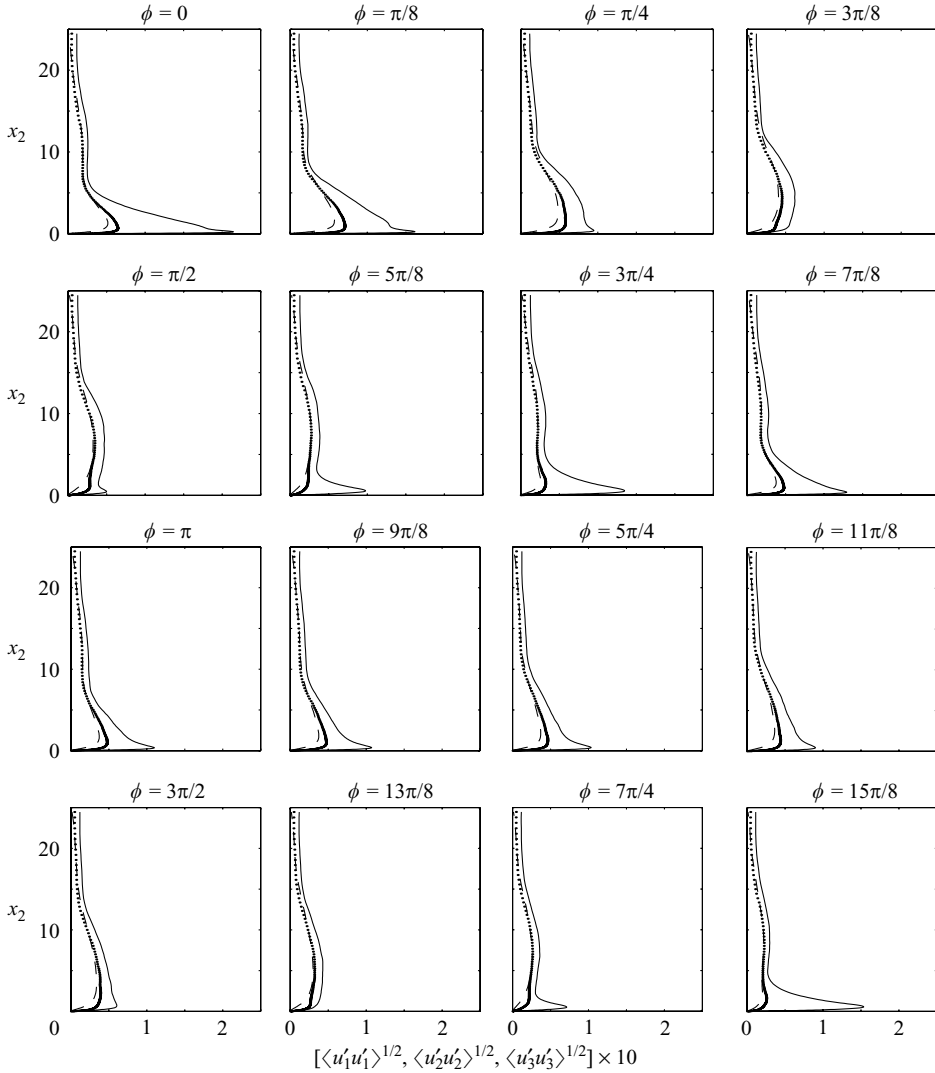 ϕ = 0 ϕ = π/8 ϕ = π/4 ϕ = 3π/8
20
x₂ 10
0
ϕ = π/2 ϕ = 5π/8 ϕ = 3π/4 ϕ = 7π/8
20
x₂ 10
0
ϕ = π ϕ = 9π/8 ϕ = 5π/4 ϕ = 11π/8
20
x₂ 10
0
ϕ = 3π/2 ϕ = 13π/8 ϕ = 7π/4 ϕ = 15π/8
20
x₂ 10
0 1 2 0 1 2 0 1 2 0 1 2
[⟨u′₁u′₁⟩^1/2, ⟨u′₂u′₂⟩^1/2, ⟨u′₃u′₃⟩^1/2] × 10